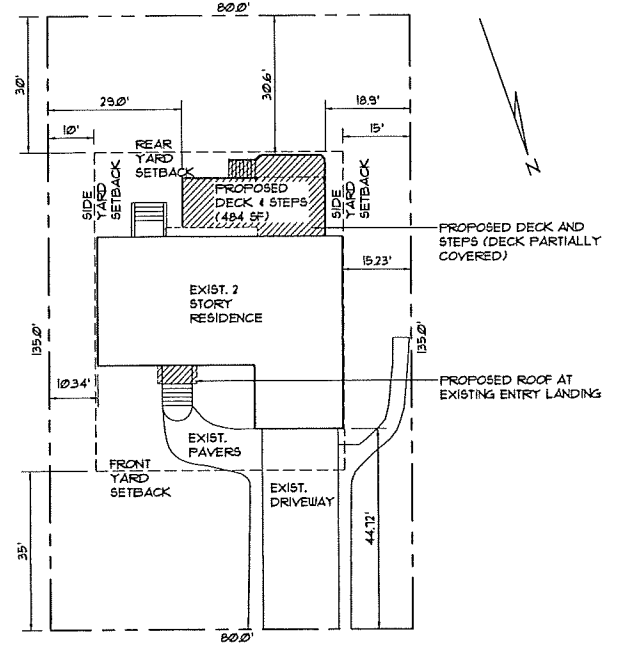 80.0'
30'
30.6'
29.0'
18.9'
10'
15'
REAR
YARD
SETBACK
SIDE
YARD
SETBACK
PROPOSED
DECK & STEPS
(484 SF)
SIDE
YARD
SETBACK
N
PROPOSED DECK AND
STEPS (DECK PARTIALLY
COVERED)
15.23'
EXIST. 2
STORY
RESIDENCE
135.0'
135.0'
10.34'
PROPOSED ROOF AT
EXISTING ENTRY LANDING
EXIST.
PAVERS
FRONT
YARD
SETBACK
EXIST.
DRIVEWAY
44.72'
35'
80.0'